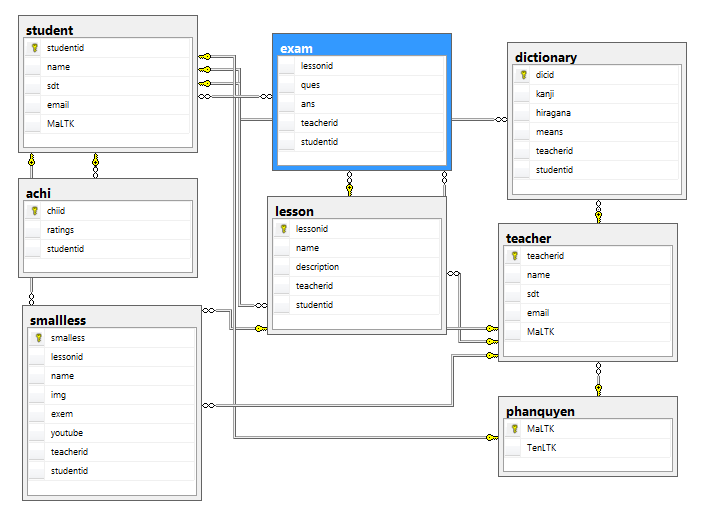 student
studentid
name
sdt
email
MaLTK
exam
lessonid
ques
ans
teacherid
studentid
dictionary
dicid
kanji
hiragana
means
teacherid
studentid
achi
chiid
ratings
studentid
lesson
lessonid
name
description
teacherid
studentid
teacher
teacherid
name
sdt
email
MaLTK
smallless
smalless
lessonid
name
img
exem
youtube
teacherid
studentid
phanquyen
MaLTK
TenLTK